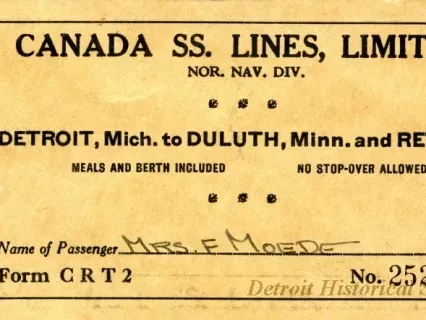 CANADA SS. LINES, LIMIT
NOR. NAV. DIV.
DETROIT, Mich. to DULUTH, Minn. and RE
MEALS AND BERTH INCLUDED NO STOP-OVER ALLOWED
Name of Passenger MRS. F MOEDE
Form C R T 2 No. 252
Detroit Historical S